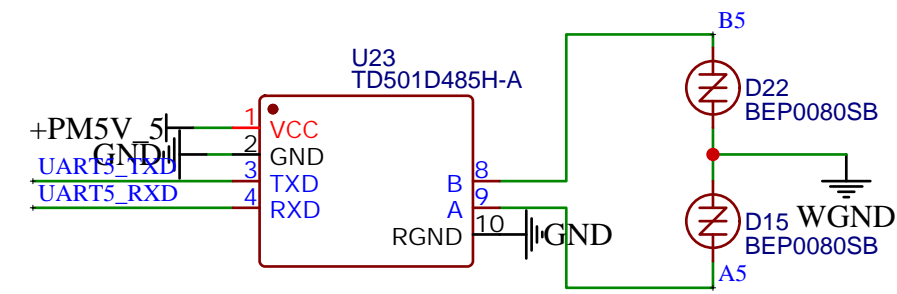 B5
U23
TD501D485H-A
D22
BEP0080SB
+PM5V_5
1
VCC
GND
2
GND
UART5_TXD
3
TXD
B
8
UART5_RXD
4
RXD
A
9
RGND
10
GND
WGND
D15
BEP0080SB
A5